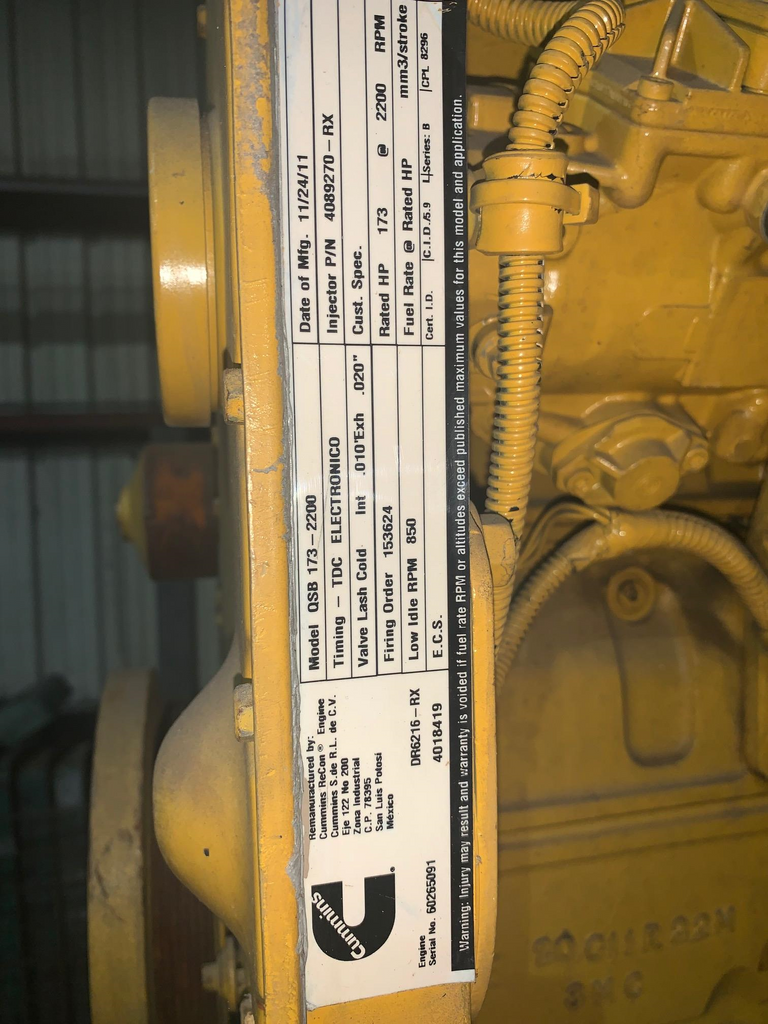 Cummins
Remanufactured by:
Cummins ReCon® Engine
Cummins S.de R.L. de C.V.
Eje 122 No 200
Zona Industrial
C.P. 78395
San Luis Potosi
México
DR6216-RX
Engine
Serial No. 60265091
4018419
Model QSB 173-2200
Timing - TDC ELECTRONICO
Valve Lash Cold Int .010"Exh .020"
Firing Order 153624
Low Idle RPM 850
E.C.S.
Date of Mfg. 11/24/11
Injector P/N 4089270-RX
Cust. Spec.
Rated HP 173 @ 2200 RPM
Fuel Rate @ Rated HP mm3/stroke
Cert. I.D. C.I.D./5.9 L/Series: B CPL 8296
Warning: Injury may result and warranty is voided if fuel rate RPM or altitudes exceed published maximum values for this model and application.